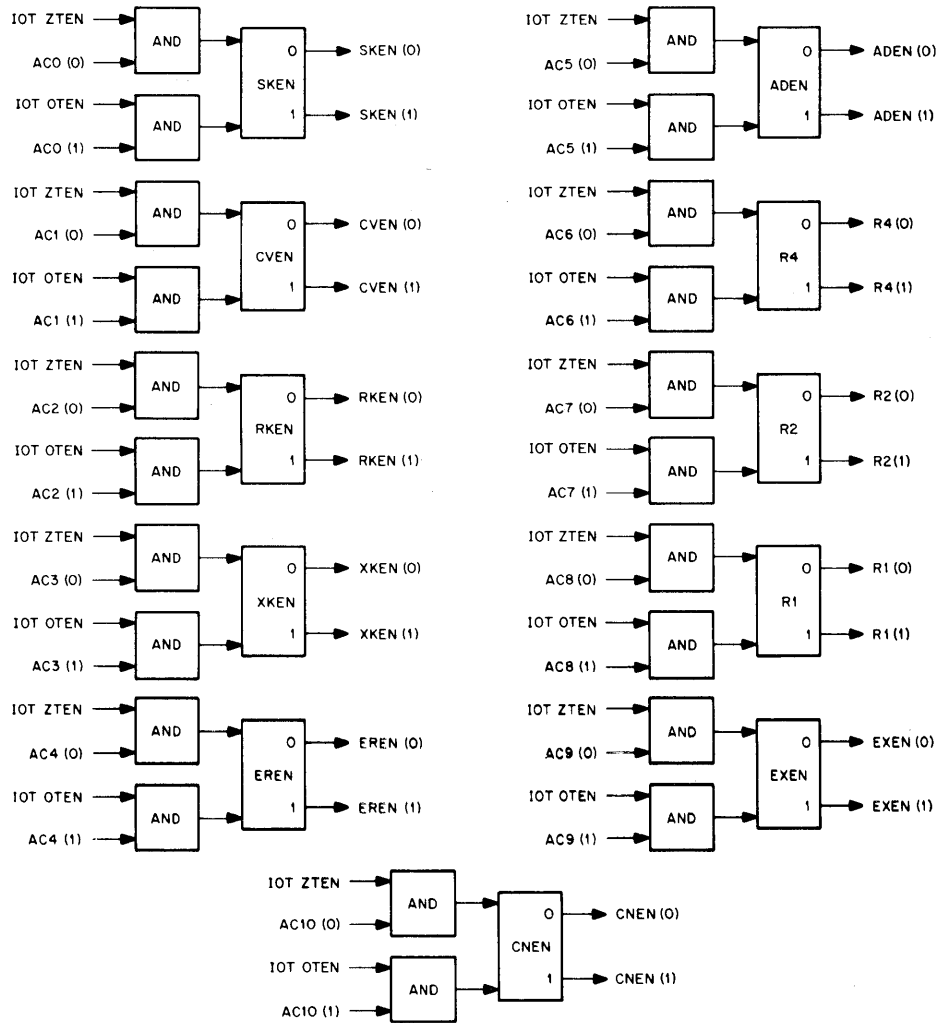 IOT ZTEN
AC0 (0)
AND
IOT OTEN
AC0 (1)
AND
0
SKEN
1
SKEN (0)
SKEN (1)
IOT ZTEN
AC1 (0)
AND
IOT OTEN
AC1 (1)
AND
0
CVEN
1
CVEN (0)
CVEN (1)
IOT ZTEN
AC2 (0)
AND
IOT OTEN
AC2 (1)
AND
0
RKEN
1
RKEN (0)
RKEN (1)
IOT ZTEN
AC3 (0)
AND
IOT OTEN
AC3 (1)
AND
0
XKEN
1
XKEN (0)
XKEN (1)
IOT ZTEN
AC4 (0)
AND
IOT OTEN
AC4 (1)
AND
0
EREN
1
EREN (0)
EREN (1)
IOT ZTEN
AC5 (0)
AND
IOT OTEN
AC5 (1)
AND
0
ADEN
1
ADEN (0)
ADEN (1)
IOT ZTEN
AC6 (0)
AND
IOT OTEN
AC6 (1)
AND
0
R4
1
R4 (0)
R4 (1)
IOT ZTEN
AC7 (0)
AND
IOT OTEN
AC7 (1)
AND
0
R2
1
R2 (0)
R2 (1)
IOT ZTEN
AC8 (0)
AND
IOT OTEN
AC8 (1)
AND
0
R1
1
R1 (0)
R1 (1)
IOT ZTEN
AC9 (0)
AND
IOT OTEN
AC9 (1)
AND
0
EXEN
1
EXEN (0)
EXEN (1)
IOT ZTEN
AC10 (0)
AND
IOT OTEN
AC10 (1)
AND
0
CNEN
1
CNEN (0)
CNEN (1)